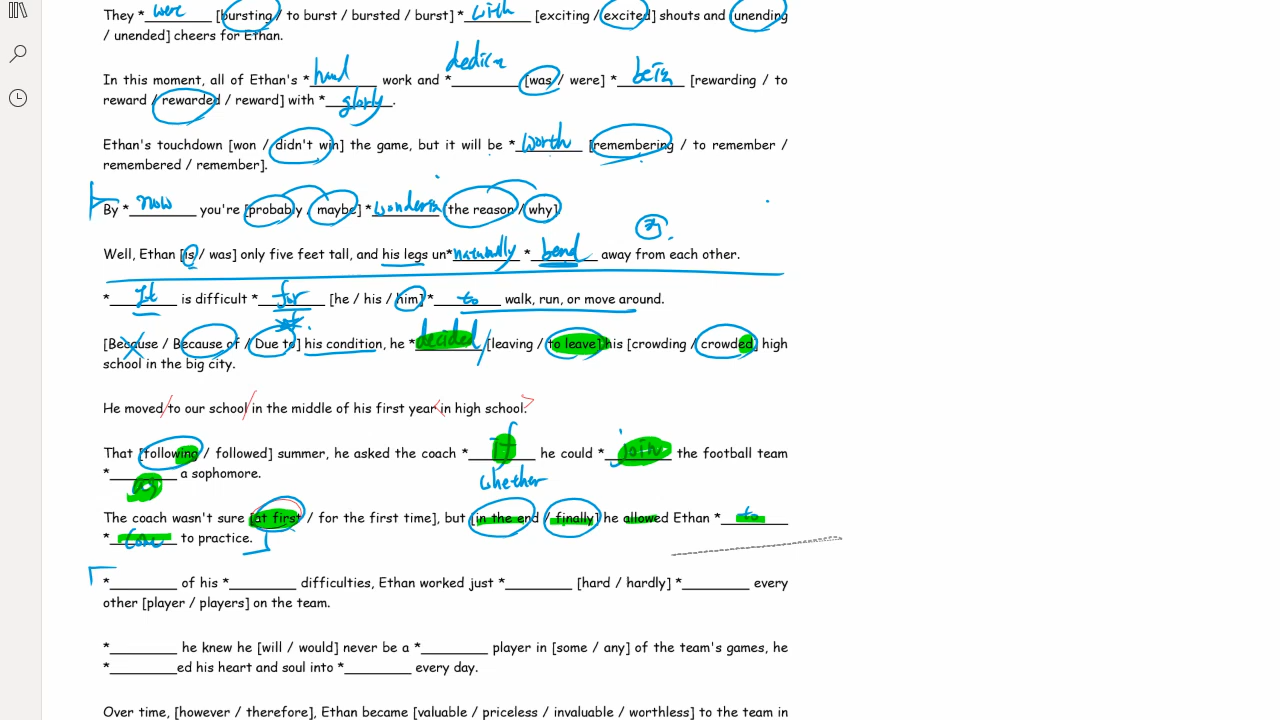 They *were [bursting / to burst / bursted / burst] *with [exciting / excited] shouts and [unending
/ unended] cheers for Ethan.
In this moment, all of Ethan's *hard work and *dedica [was / were] *bein [rewarding / to
reward / rewarded / reward] with *glory.
Ethan's touchdown [won / didn't win] the game, but it will be *worth [remembering / to remember /
remembered / remember].
By *now you're [probably / maybe] *wonderin [the reason / why]
Well, Ethan [is / was] only five feet tall, and his legs un*naturally *bend away from each other.
*It is difficult *for [he / his / him] *to walk, run, or move around.
[Because / Because of / Due to] his condition, he *decided [leaving / to leave] his [crowding / crowded] high
school in the big city.
He moved to our school in the middle of his first year in high school.
That [following / followed] summer, he asked the coach *if he could *join the football team
*as a sophomore.
whether
The coach wasn't sure [at first / for the first time], but [in the end / finally] he allowed Ethan *to
*come to practice.
*________ of his *________ difficulties, Ethan worked just *________ [hard / hardly] *________ every
other [player / players] on the team.
*________ he knew he [will / would] never be a *________ player in [some / any] of the team's games, he
*________ed his heart and soul into *________ every day.
Over time, [however / therefore], Ethan became [valuable / priceless / invaluable / worthless] to the team in